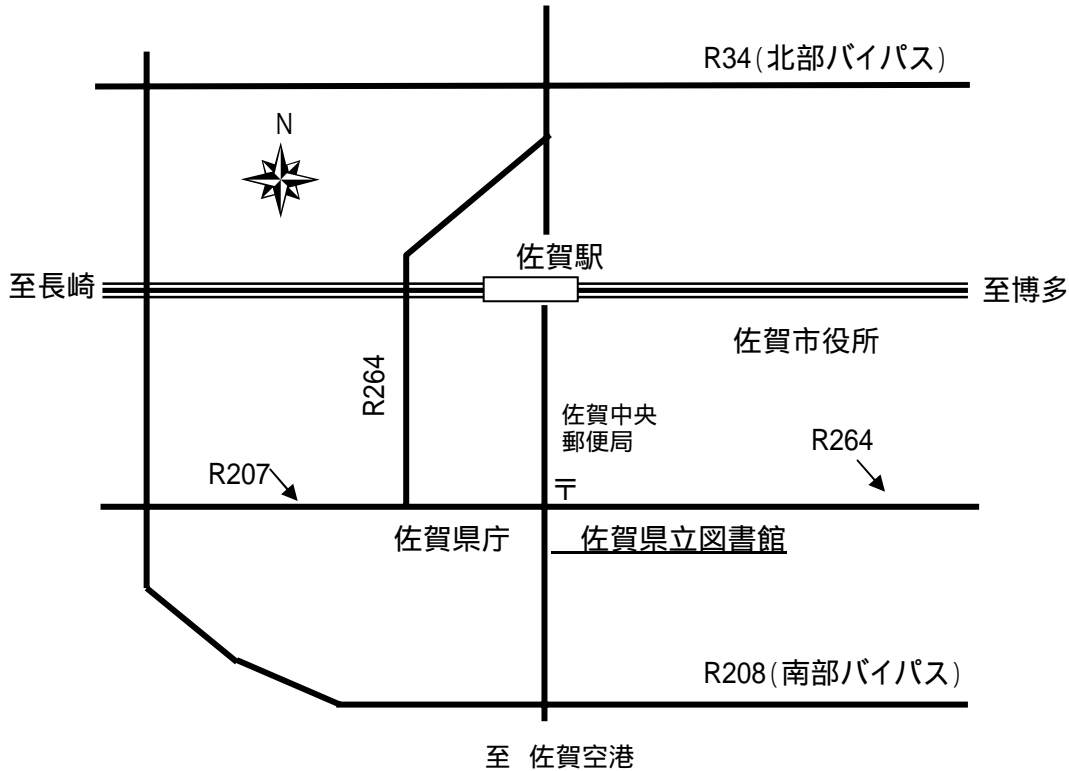 R34(北部バイパス)
N
佐賀駅
至長崎
至博多
佐賀市役所
R264
佐賀中央
郵便局
R264
R207
〒
佐賀県庁
佐賀県立図書館
R208(南部バイパス)
至 佐賀空港